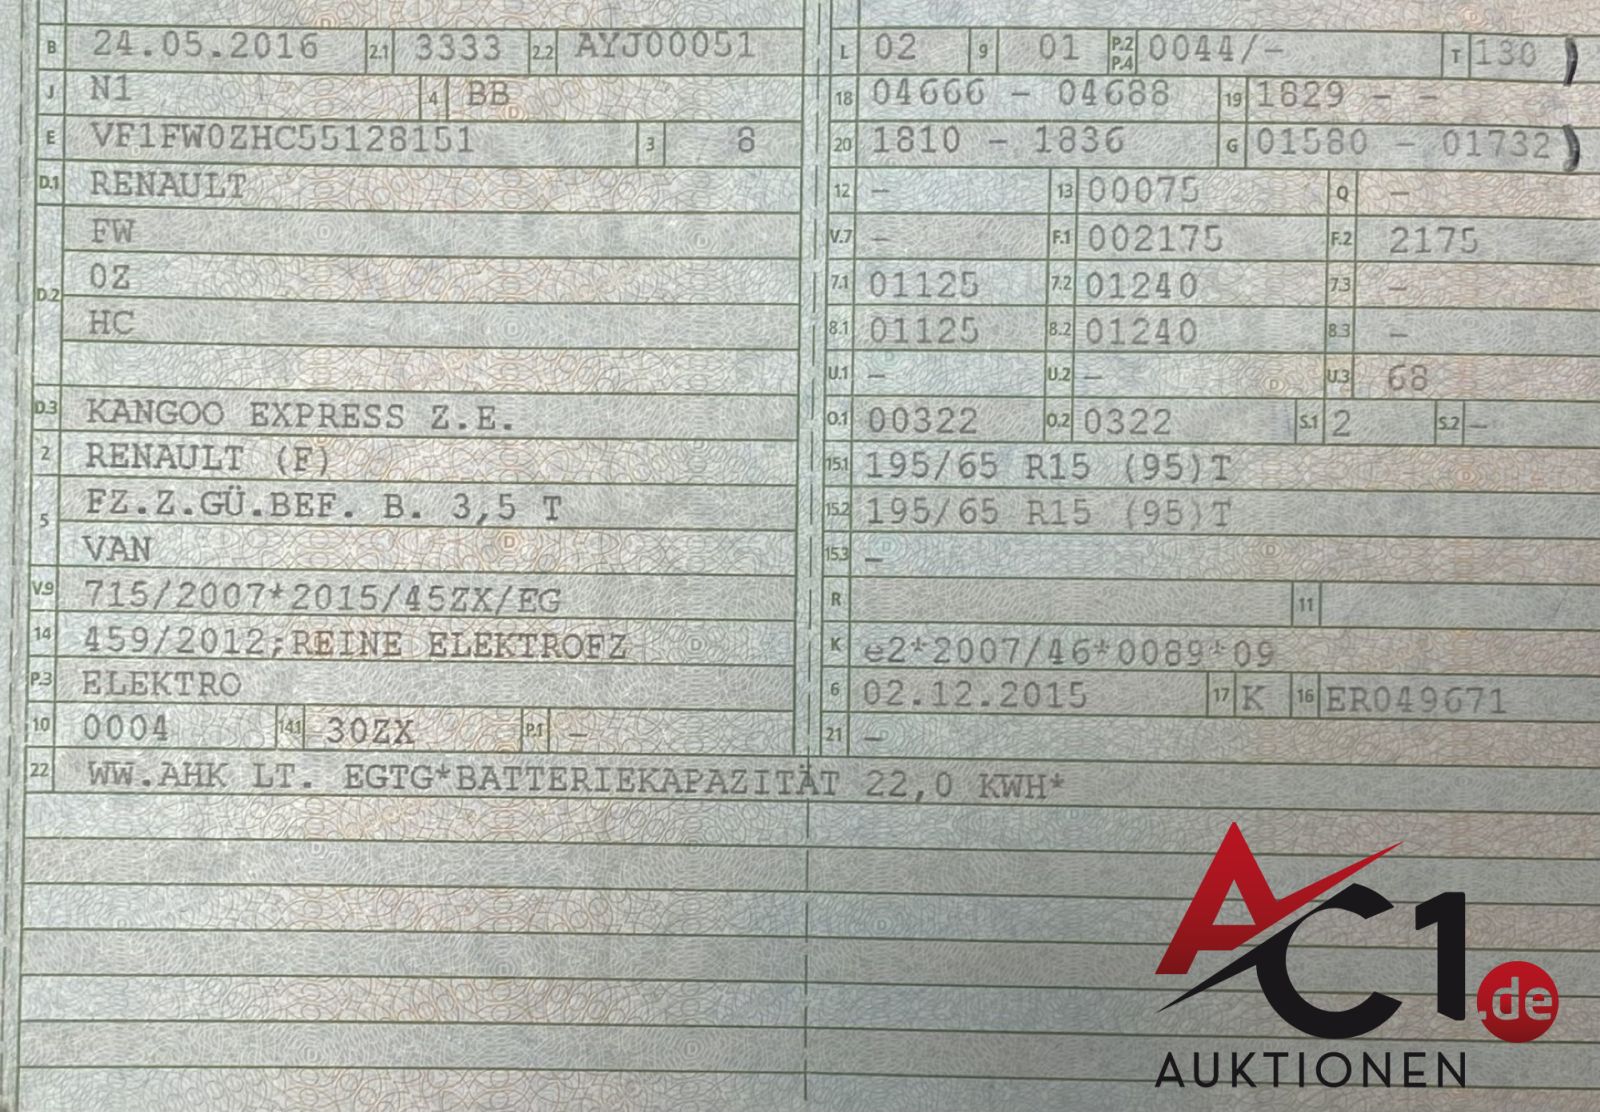 B 24.05.2016 2.1 3333 2.2 AYJ00051
J N1 4 BB
E VF1FW0ZHC55128151 3 8
D.1 RENAULT
D.2 FW
0Z
HC
D.3 KANGOO EXPRESS Z.E.
2 RENAULT (F)
5 FZ.Z.GÜ.BEF. B. 3,5 T
VAN
V.9 715/2007*2015/45ZX/EG
14 459/2012;REINE ELEKTROFZ
P.3 ELEKTRO
10 0004 14.1 30ZX P.1 –
L 02 9 01 P.2 P.4 0044/– T 130 )
18 04666 – 04688 19 1829 – –
20 1810 – 1836 G 01580 – 01732 )
12 – 13 00075 Q –
V.7 – F.1 002175 F.2 2175
7.1 01125 7.2 01240 7.3 –
8.1 01125 8.2 01240 8.3 –
U.1 – U.2 – U.3 68
O.1 00322 O.2 0322 S.1 2 S.2 –
15.1 195/65 R15 (95)T
15.2 195/65 R15 (95)T
15.3 –
R 11
K e2*2007/46*0089*09
6 02.12.2015 17 K 16 ER049671
21 –
22 WW.AHK LT. EGTG*BATTERIEKAPAZITÄT 22,0 KWH*
AC1.de
AUKTIONEN